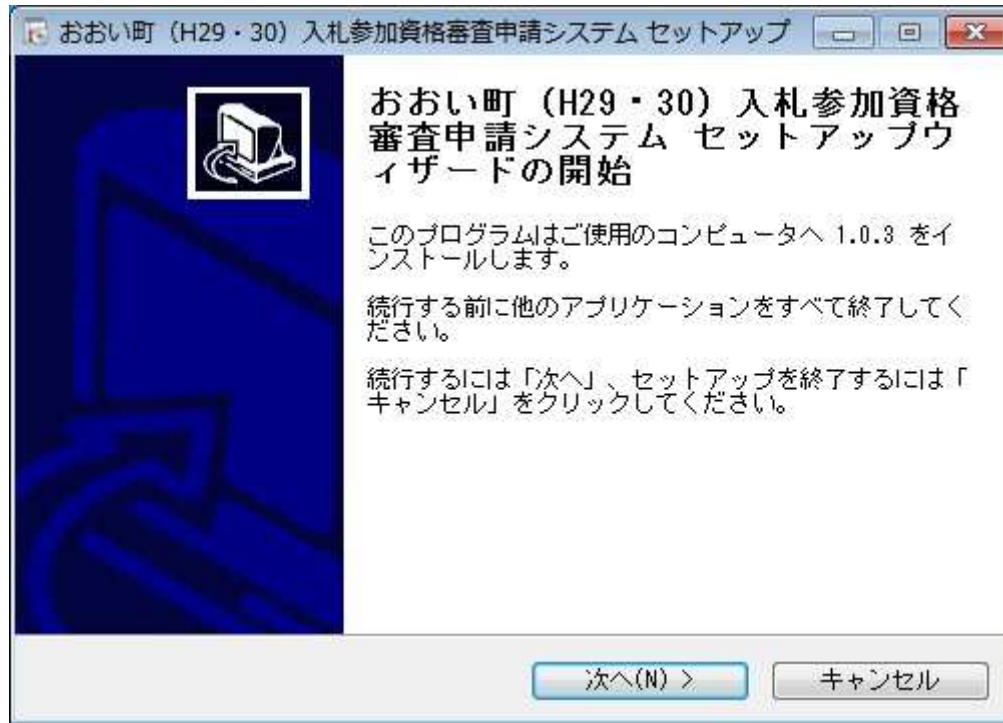 おおい町（H29・30）入札参加資格審査申請システム セットアップ
おおい町（H29・30）入札参加資格
審査申請システム セットアップウ
ィザードの開始
このプログラムはご使用のコンピュータへ 1.0.3 をイ
ンストールします。
続行する前に他のアプリケーションをすべて終了してく
ださい。
続行するには「次へ」、セットアップを終了するには「
キャンセル」をクリックしてください。
次へ(N) >
キャンセル